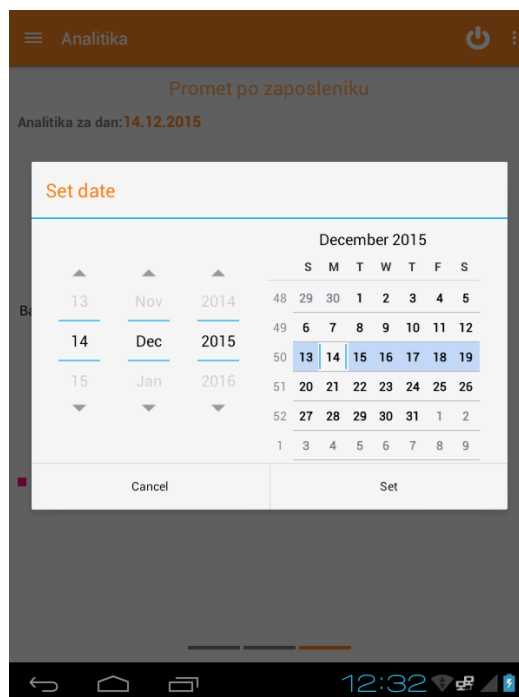 Analitika
Promet po zaposleniku
Analitika za dan:14.12.2015
Set date
December 2015
S M T W T F S
13 Nov 2014
48 29 30 1 2 3 4 5
49 6 7 8 9 10 11 12
14 Dec 2015
50 13 14 15 16 17 18 19
15 Jan 2016
51 20 21 22 23 24 25 26
52 27 28 29 30 31 1 2
1 3 4 5 6 7 8 9
Cancel Set
12:32